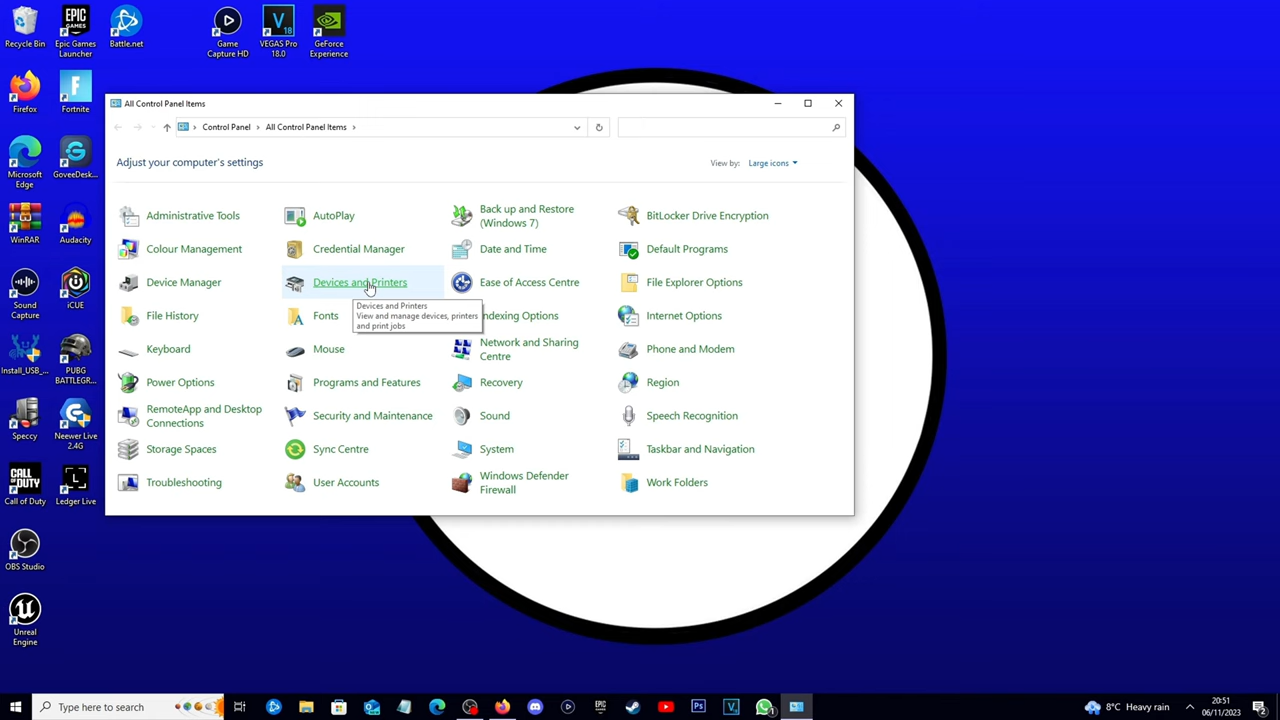 Recycle Bin
Epic Games
Launcher
Battle.net
Game
Capture HD
VEGAS Pro
18.0
GeForce
Experience
Firefox
Fortnite
Microsoft
Edge
GoveeDesk...
WinRAR
Audacity
Sound
Capture
iCUE
Install_USB_...
PUBG
BATTLEGR...
Speccy
Neewer Live
2.4G
Call of Duty
Ledger Live
OBS Studio
Unreal
Engine
All Control Panel Items
Control Panel > All Control Panel Items >
Adjust your computer's settings
View by: Large icons
Administrative Tools
AutoPlay
Back up and Restore
(Windows 7)
BitLocker Drive Encryption
Colour Management
Credential Manager
Date and Time
Default Programs
Device Manager
Devices and Printers
Ease of Access Centre
File Explorer Options
Devices and Printers
View and manage devices, printers
and print jobs
File History
Fonts
ndexing Options
Internet Options
Keyboard
Mouse
Network and Sharing
Centre
Phone and Modem
Power Options
Programs and Features
Recovery
Region
RemoteApp and Desktop
Connections
Security and Maintenance
Sound
Speech Recognition
Storage Spaces
Sync Centre
System
Taskbar and Navigation
Troubleshooting
User Accounts
Windows Defender
Firewall
Work Folders
Type here to search
8°C Heavy rain
20:51
06/11/2023